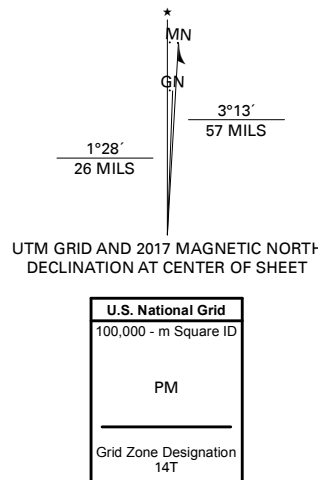 ★
MN
GN
3°13´
57 MILS
1°28´
26 MILS
UTM GRID AND 2017 MAGNETIC NORTH
DECLINATION AT CENTER OF SHEET
U.S. National Grid
100,000 - m Square ID
PM
Grid Zone Designation
14T